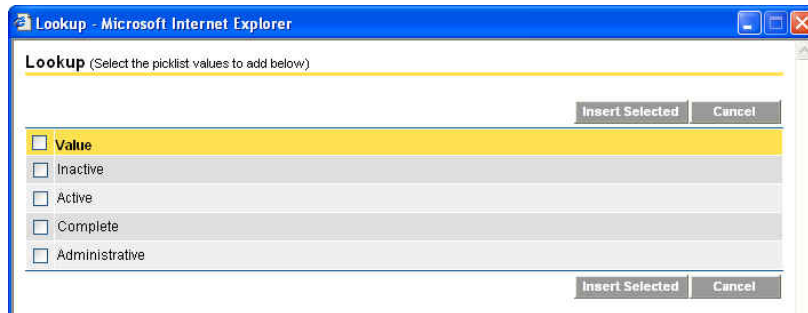 Lookup - Microsoft Internet Explorer
Lookup (Select the picklist values to add below)
Insert Selected Cancel
Value
Inactive
Active
Complete
Administrative
Insert Selected Cancel